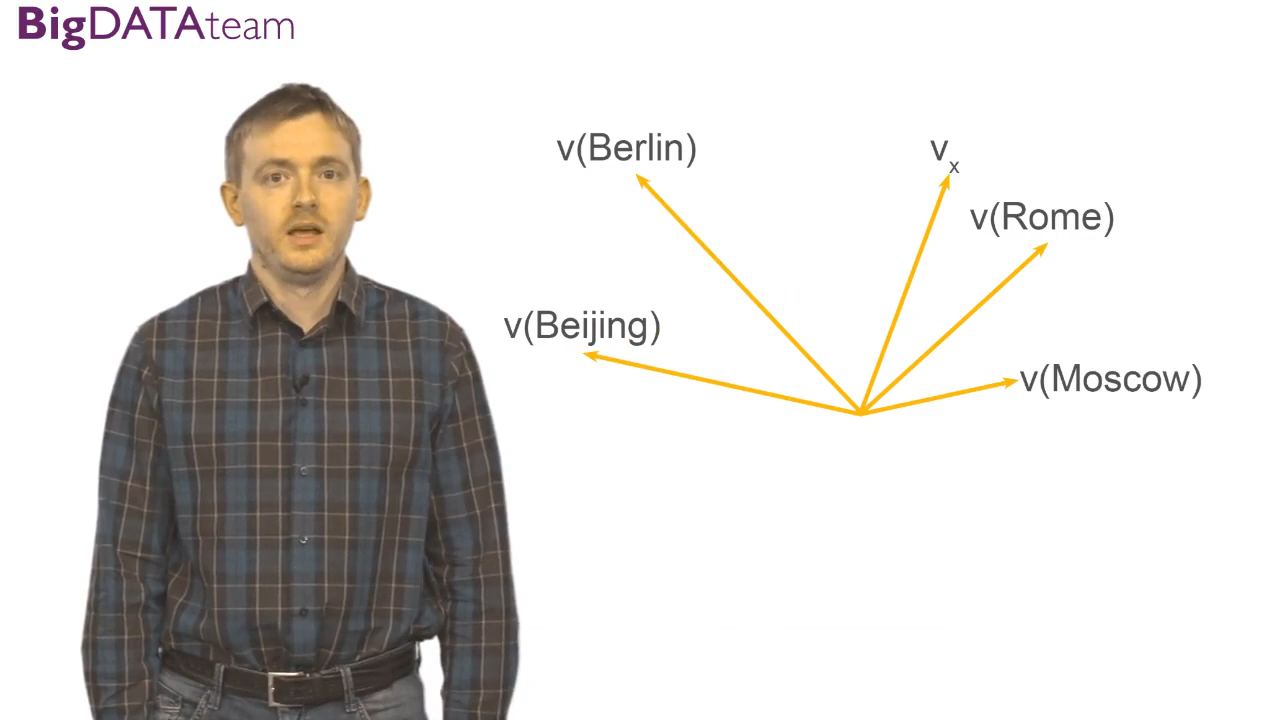 BigDATAteam
v(Berlin)
vx
v(Rome)
v(Beijing)
v(Moscow)